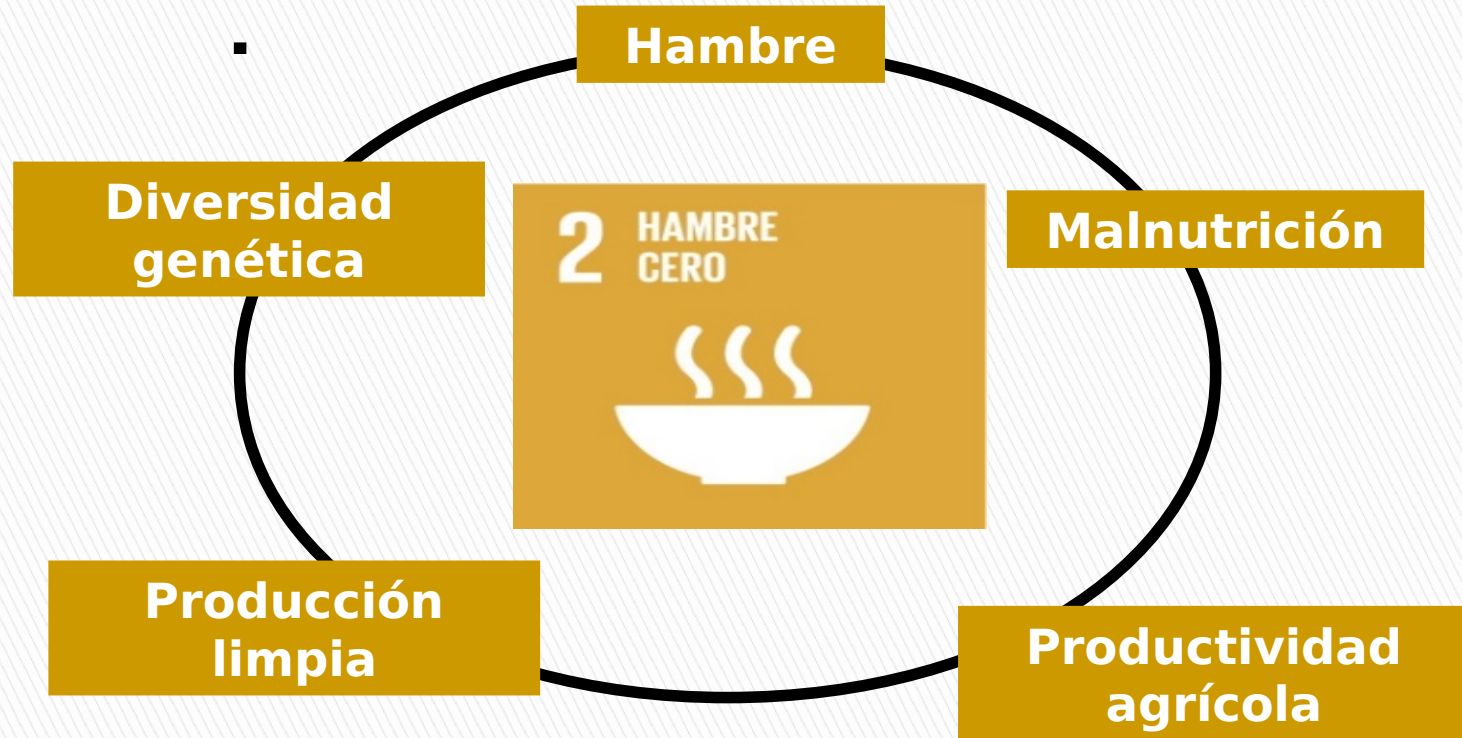 Hambre
Diversidad
genética
Malnutrición
2 HAMBRE
CERO
Producción
limpia
Productividad
agrícola